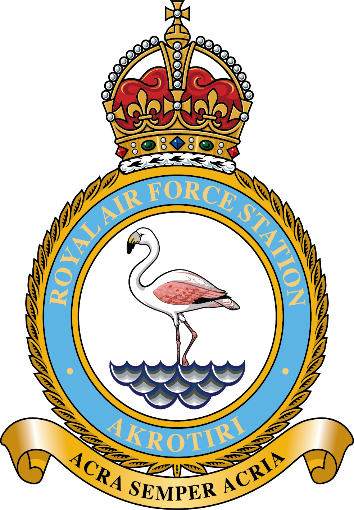 ROYAL AIR FORCE STATION
AKROTIRI
ACRA SEMPER ACRIA